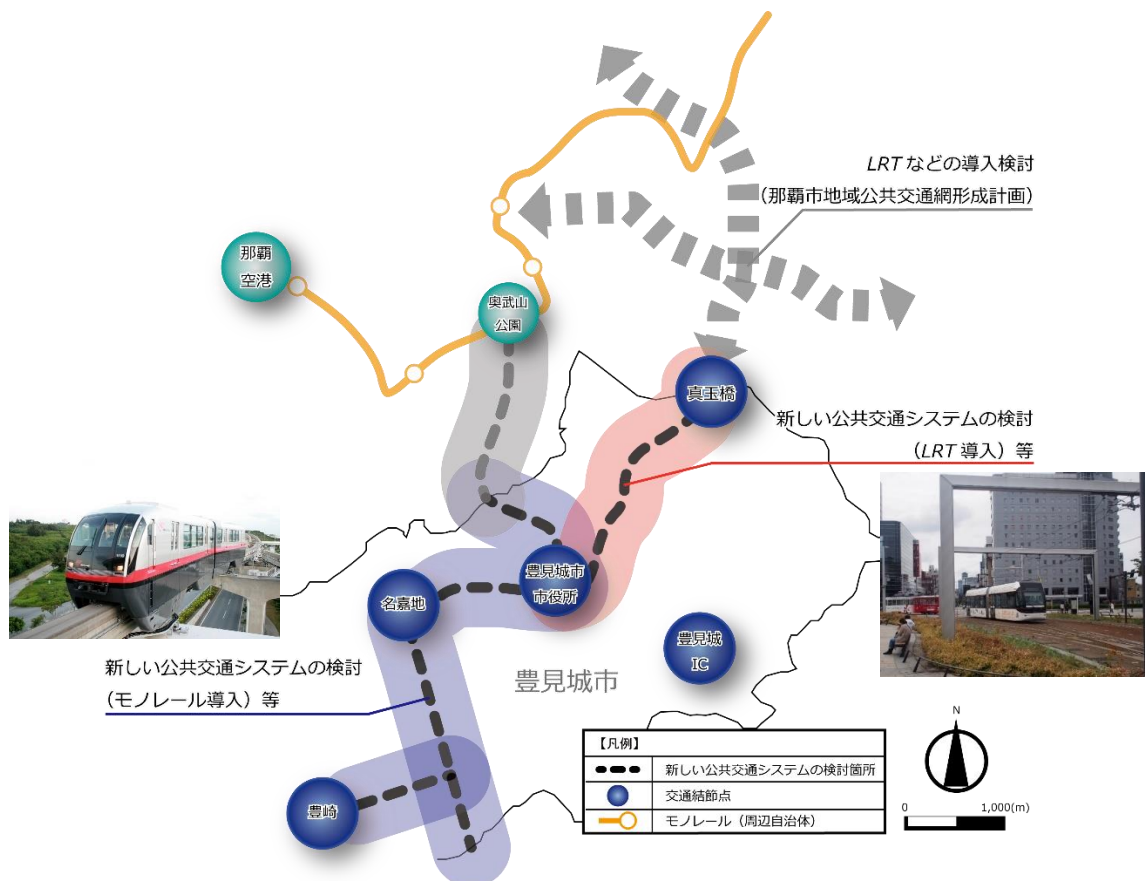 LRTなどの導入検討
(那覇市地域公共交通網形成計画)
那覇
空港
奥武山
公園
真玉橋
新しい公共交通システムの検討
(LRT 導入)等
豊見城市
市役所
名嘉地
豊見城
IC
新しい公共交通システムの検討
(モノレール導入)等
豊見城市
豊崎
【凡例】
新しい公共交通システムの検討箇所
交通結節点
モノレール(周辺自治体)
N
0 1,000(m)